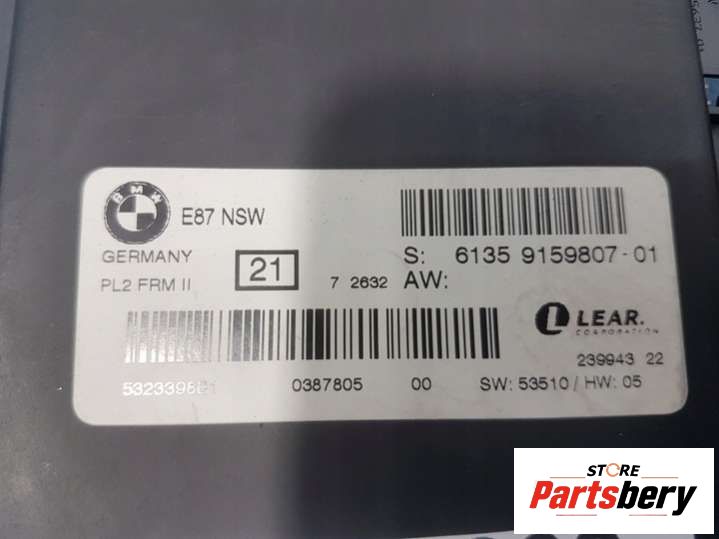 BMW
E87 NSW
GERMANY
PL2 FRM II
21
7 2632
S: 6135 9159807-01
AW:
LEAR.
CORPORATION
239943 22
0387805 00
SW: 53510 / HW: 05
STORE
Partsbery